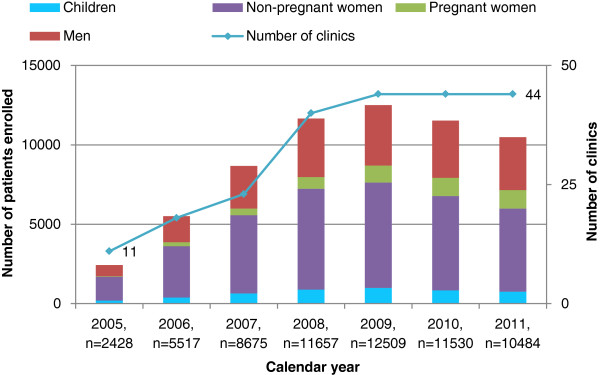 Children
Non-pregnant women
Pregnant women
Men
Number of clinics
15000
10000
5000
0
Number of patients enrolled
50
25
0
Number of clinics
11
44
2005, 2006, 2007, 2008, 2009, 2010, 2011,
n=2428 n=5517 n=8675 n=11657 n=12509 n=11530 n=10484
Calendar year